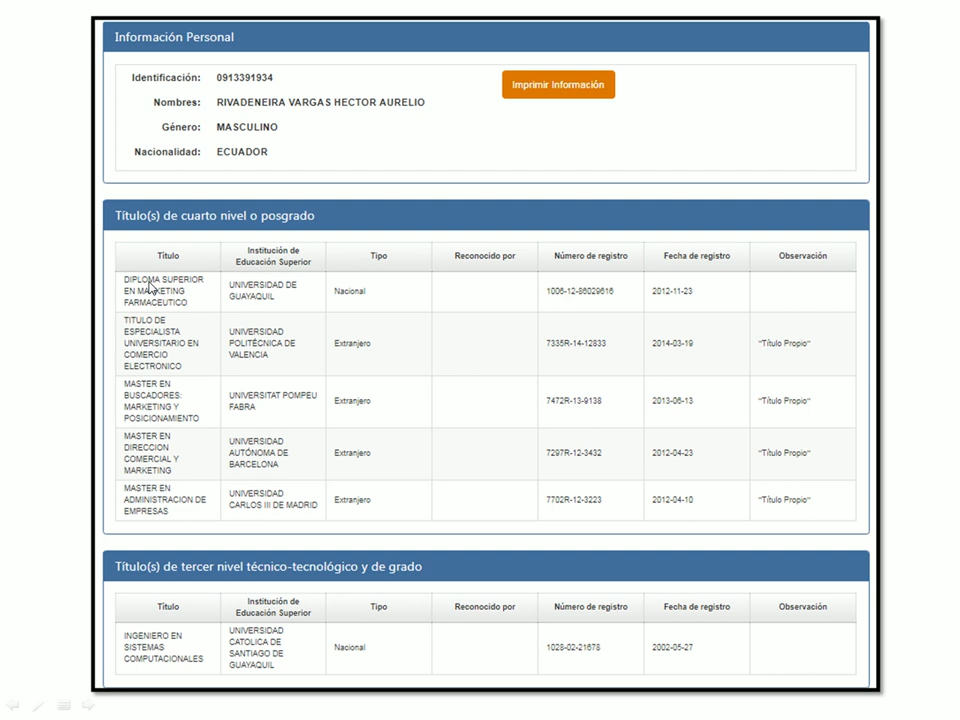 Información Personal
Identificación: 0913391934
Imprimir Información
Nombres: RIVADENEIRA VARGAS HECTOR AURELIO
Género: MASCULINO
Nacionalidad: ECUADOR
Título(s) de cuarto nivel o posgrado
Título
Institución de
Educación Superior
Tipo
Reconocido por
Número de registro
Fecha de registro
Observación
DIPLOMA SUPERIOR
EN MARKETING
FARMACEUTICO
UNIVERSIDAD DE
GUAYAQUIL
Nacional
1006-12-86029616
2012-11-23
TITULO DE
ESPECIALISTA
UNIVERSITARIO EN
COMERCIO
ELECTRONICO
UNIVERSIDAD
POLITÉCNICA DE
VALENCIA
Extranjero
7335R-14-12833
2014-03-19
"Título Propio"
MASTER EN
BUSCADORES:
MARKETING Y
POSICIONAMIENTO
UNIVERSITAT POMPEU
FABRA
Extranjero
7472R-13-9138
2013-06-13
"Título Propio"
MASTER EN
DIRECCION
COMERCIAL Y
MARKETING
UNIVERSIDAD
AUTÓNOMA DE
BARCELONA
Extranjero
7297R-12-3432
2012-04-23
"Título Propio"
MASTER EN
ADMINISTRACION DE
EMPRESAS
UNIVERSIDAD
CARLOS III DE MADRID
Extranjero
7702R-12-3223
2012-04-10
"Título Propio"
Título(s) de tercer nivel técnico-tecnológico y de grado
Título
Institución de
Educación Superior
Tipo
Reconocido por
Número de registro
Fecha de registro
Observación
INGENIERO EN
SISTEMAS
COMPUTACIONALES
UNIVERSIDAD
CATOLICA DE
SANTIAGO DE
GUAYAQUIL
Nacional
1028-02-21678
2002-05-27